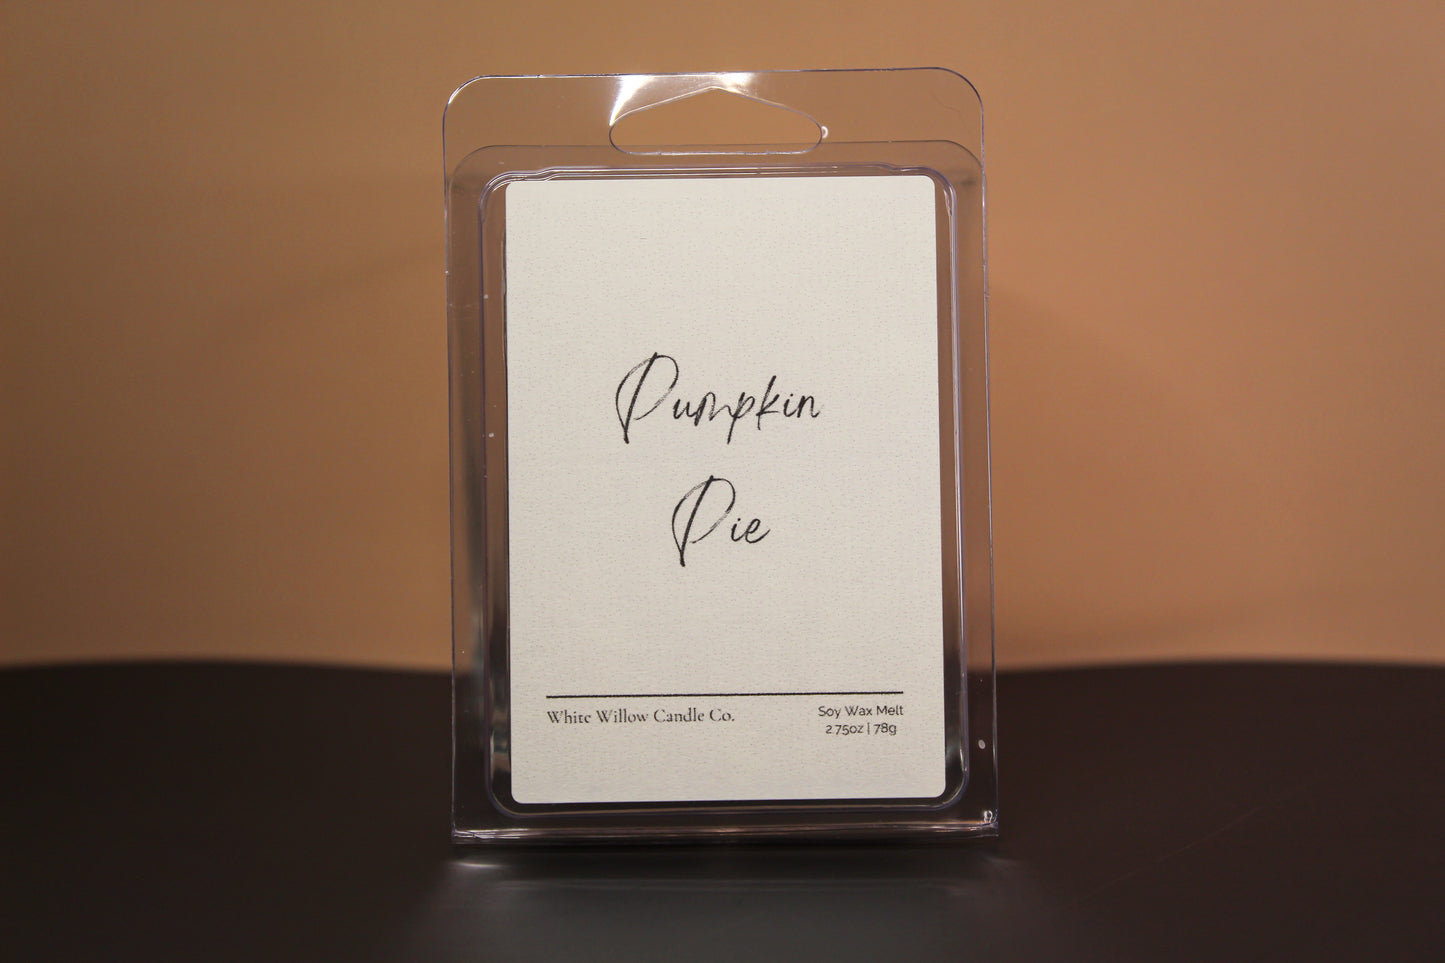 Pumpkin
Pie
White Willow Candle Co.
Soy Wax Melt
2.75oz | 78g